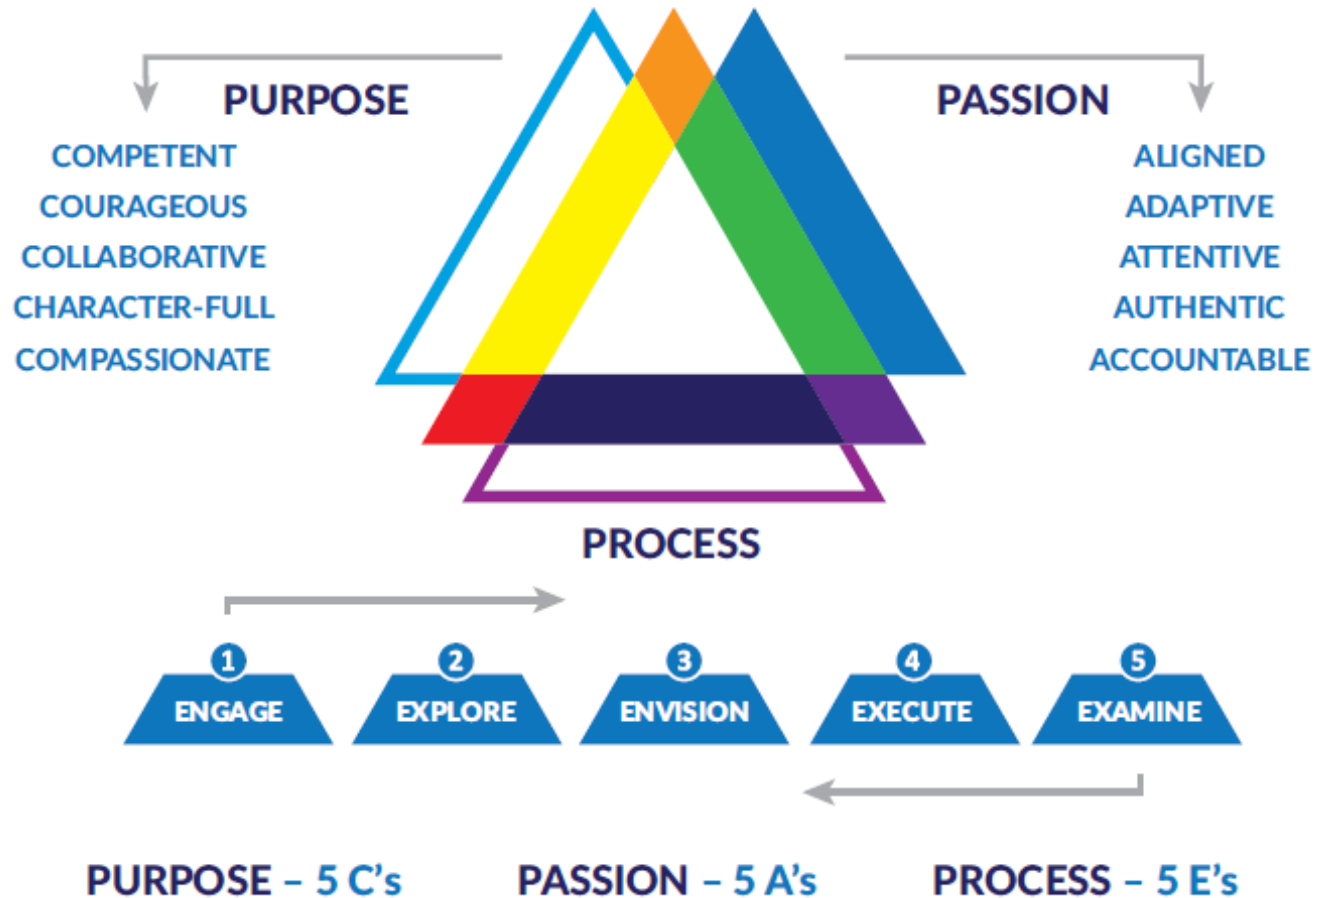 PURPOSE
COMPETENT
COURAGEOUS
COLLABORATIVE
CHARACTER-FULL
COMPASSIONATE
PASSION
ALIGNED
ADAPTIVE
ATTENTIVE
AUTHENTIC
ACCOUNTABLE
PROCESS
1
ENGAGE
2
EXPLORE
3
ENVISION
4
EXECUTE
5
EXAMINE
PURPOSE – 5 C’s
PASSION – 5 A’s
PROCESS – 5 E’s